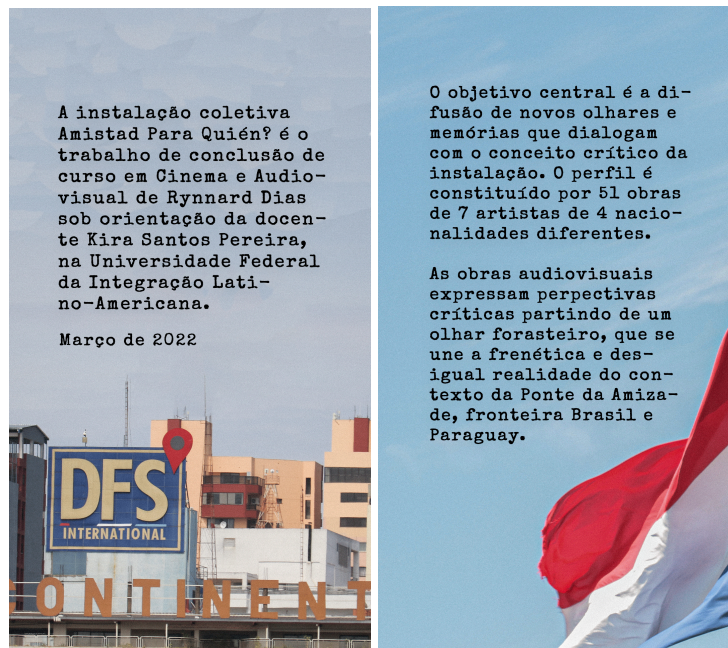 A instalação coletiva
Amistad Para Quién? é o
trabalho de conclusão de
curso em Cinema e Audio-
visual de Rynnard Dias
sob orientação da docen-
te Kira Santos Pereira,
na Universidade Federal
da Integração Lati-
no-Americana.
Março de 2022
DFS
INTERNATIONAL
CONTINENT
O objetivo central é a di-
fusão de novos olhares e
memórias que dialogam
com o conceito crítico da
instalação. O perfil é
constituído por 51 obras
de 7 artistas de 4 nacio-
nalidades diferentes.
As obras audiovisuais
expressam perpectivas
críticas partindo de um
olhar forasteiro, que se
une a frenética e des-
igual realidade do con-
texto da Ponte da Amiza-
de, fronteira Brasil e
Paraguay.